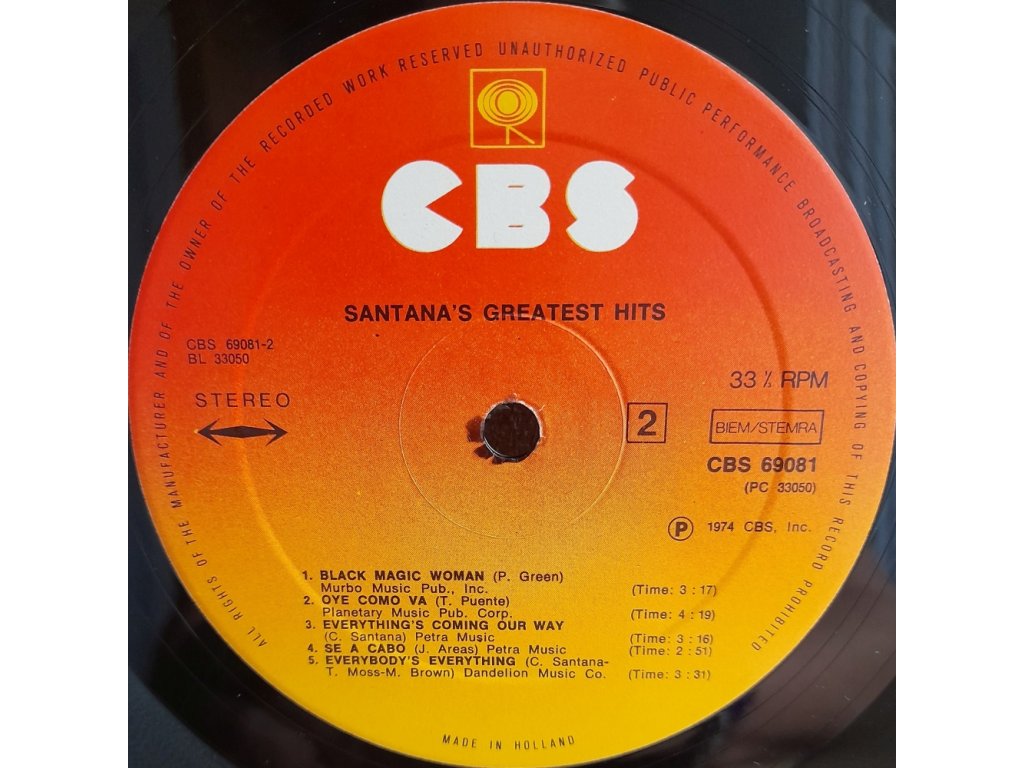 ALL RIGHTS OF THE MANUFACTURER AND OF THE OWNER OF THE RECORDED WORK RESERVED UNAUTHORIZED PUBLIC PERFORMANCE BROADCASTING AND COPYING OF THIS RECORD PROHIBITED
CBS
SANTANA'S GREATEST HITS
CBS 69081-2
BL 33050
STEREO
33 ⅓ RPM
2
BIEM/STEMRA
CBS 69081
(PC 33050)
Ⓟ 1974 CBS, Inc.
1. BLACK MAGIC WOMAN (P. Green)
Murbo Music Pub., Inc. (Time: 3 : 17)
2. OYE COMO VA (T. Puente)
Planetary Music Pub. Corp. (Time: 4 : 19)
3. EVERYTHING'S COMING OUR WAY
(C. Santana) Petra Music (Time: 3 : 16)
4. SE A CABO (J. Areas) Petra Music (Time: 2 : 51)
5. EVERYBODY'S EVERYTHING (C. Santana-
T. Moss-M. Brown) Dandelion Music Co. (Time: 3 : 31)
MADE IN HOLLAND